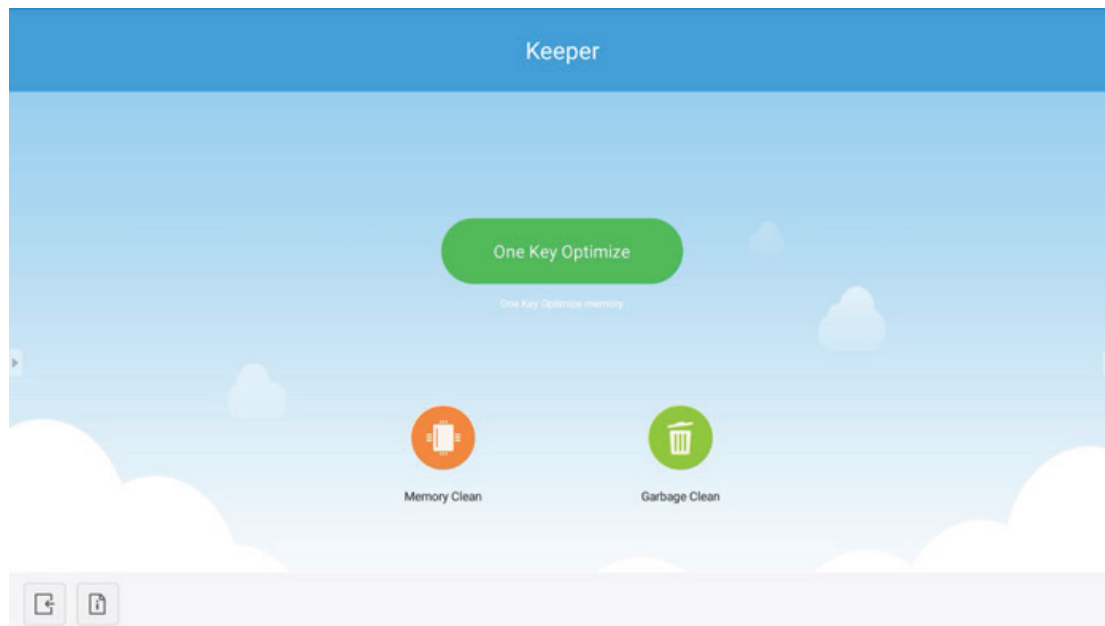 Keeper
One Key Optimize
One Key Optimize memory
Memory Clean
Garbage Clean